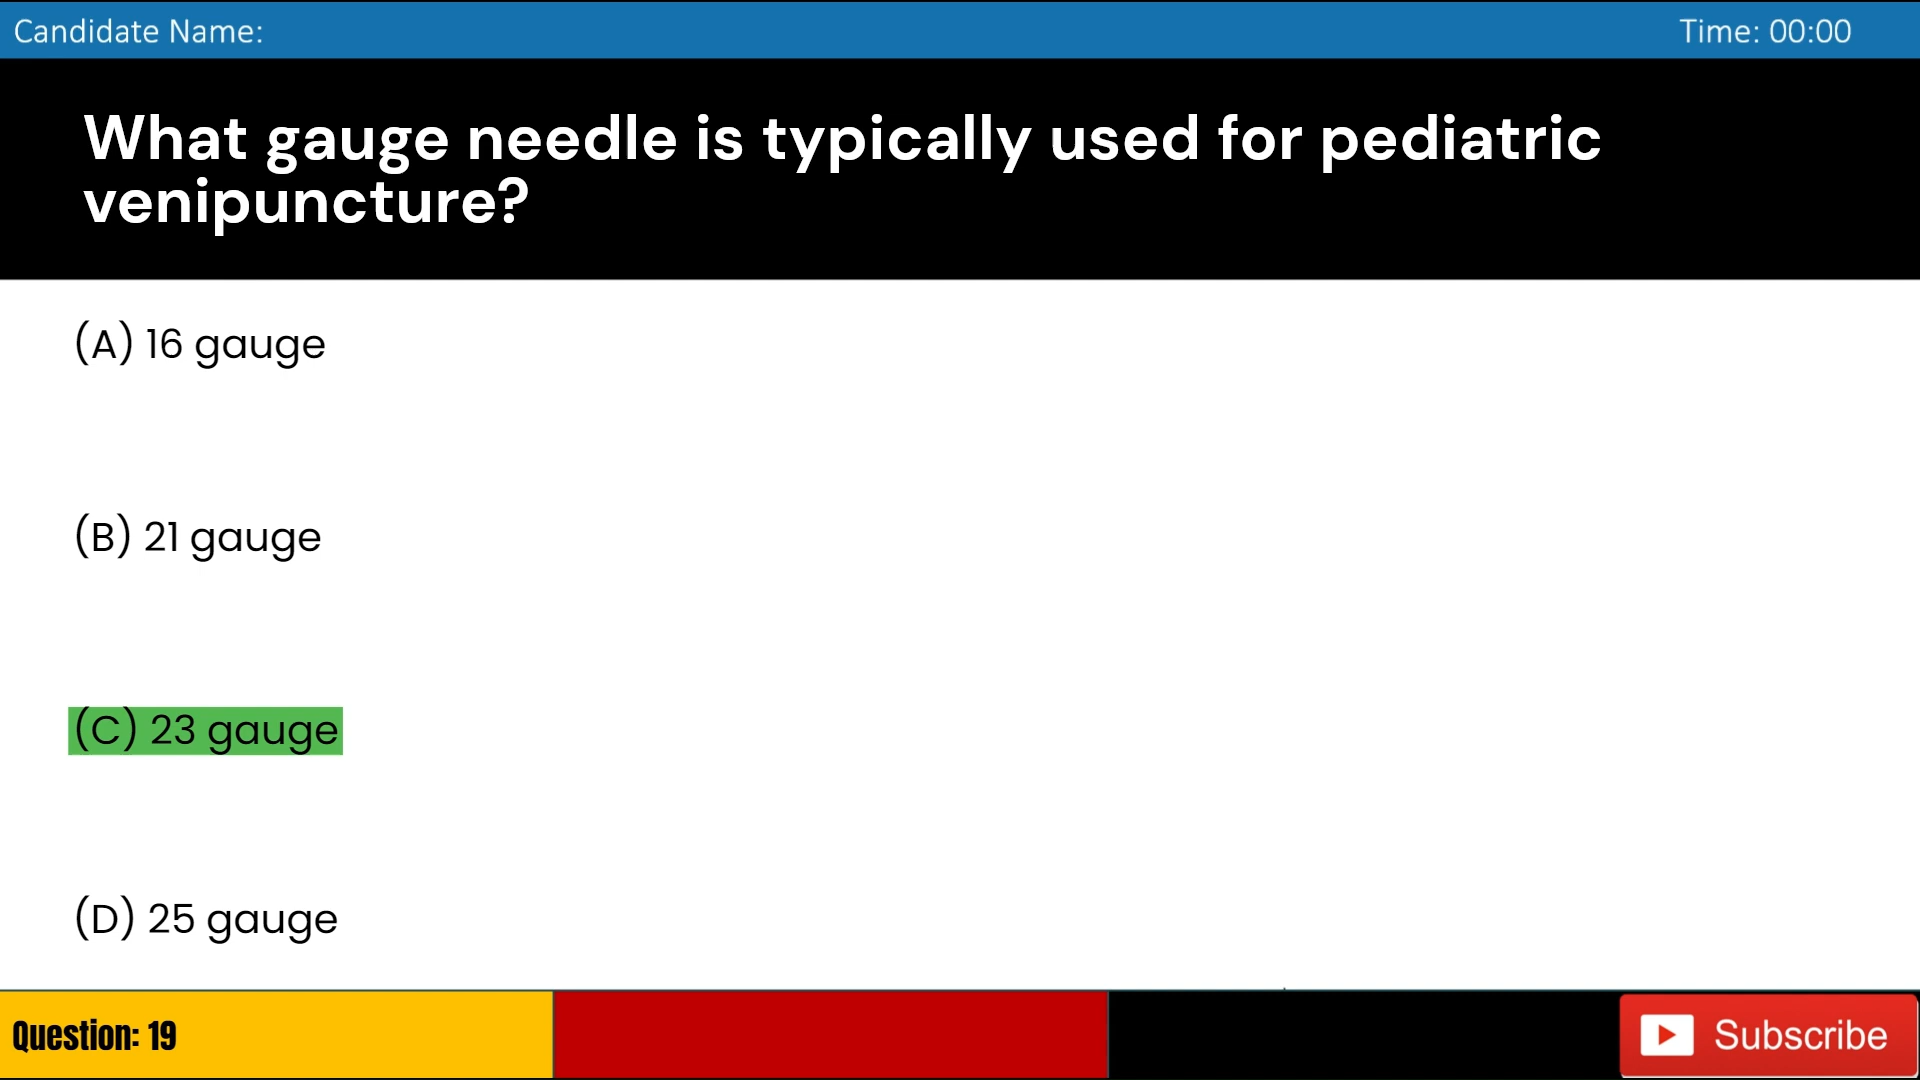 Candidate Name:
Time: 00:00
What gauge needle is typically used for pediatric
venipuncture?
(A) 16 gauge
(B) 21 gauge
(C) 23 gauge
(D) 25 gauge
Question: 19
Subscribe